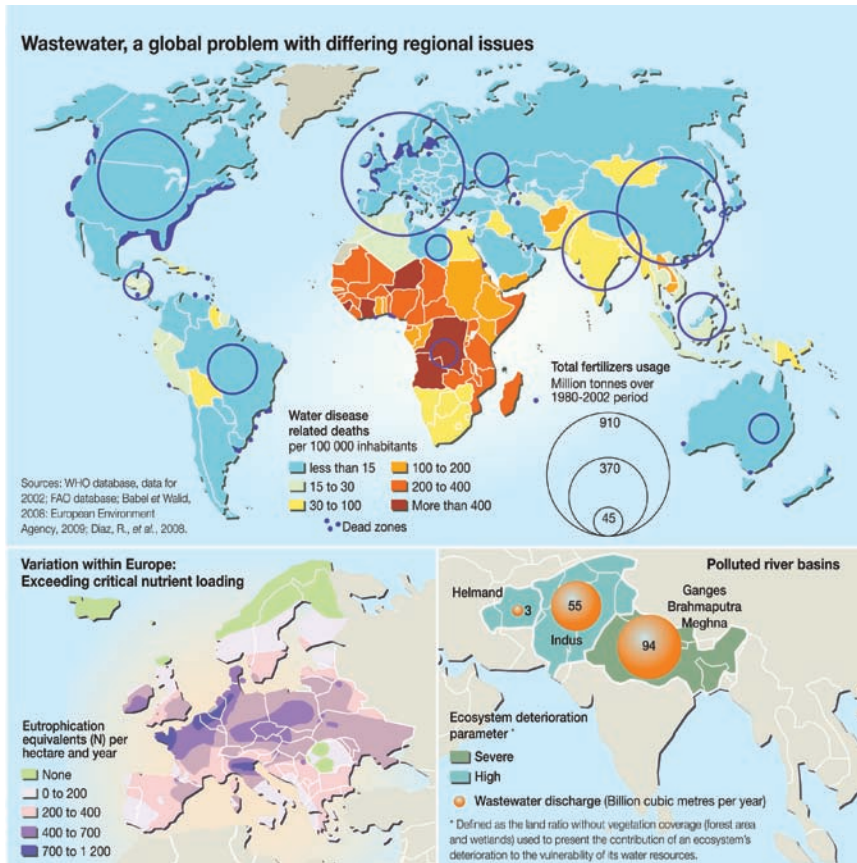 Wastewater, a global problem with differing regional issues
Total fertilizers usage
Million tonnes over
1980-2002 period
910
370
45
Water disease
related deaths
per 100 000 inhabitants
less than 15
15 to 30
30 to 100
100 to 200
200 to 400
More than 400
Dead zones
Sources: WHO database, data for
2002; FAO database; Babel et Walid,
2008: European Environment
Agency, 2009; Diaz, R., et al., 2008.
Variation within Europe:
Exceeding critical nutrient loading
Eutrophication
equivalents (N) per
hectare and year
None
0 to 200
200 to 400
400 to 700
700 to 1 200
Polluted river basins
Helmand
3
55
Indus
Ganges
Brahmaputra
Meghna
94
Ecosystem deterioration
parameter *
Severe
High
Wastewater discharge (Billion cubic metres per year)
* Defined as the land ratio without vegetation coverage (forest area
and wetlands) used to present the contribution of an ecosystem's
deterioration to the vulnerability of its water resources.